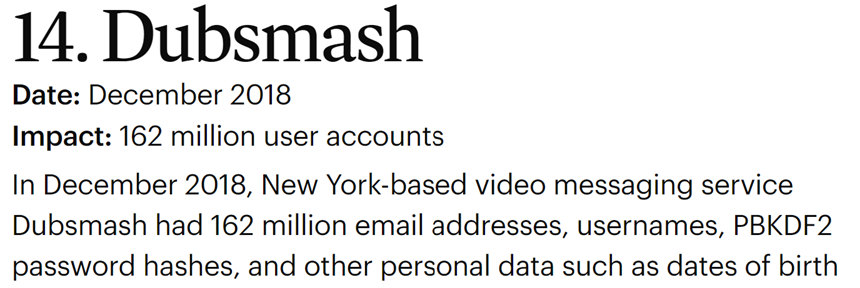 14. Dubsmash
Date: December 2018
Impact: 162 million user accounts
In December 2018, New York-based video messaging service
Dubsmash had 162 million email addresses, usernames, PBKDF2
password hashes, and other personal data such as dates of birth